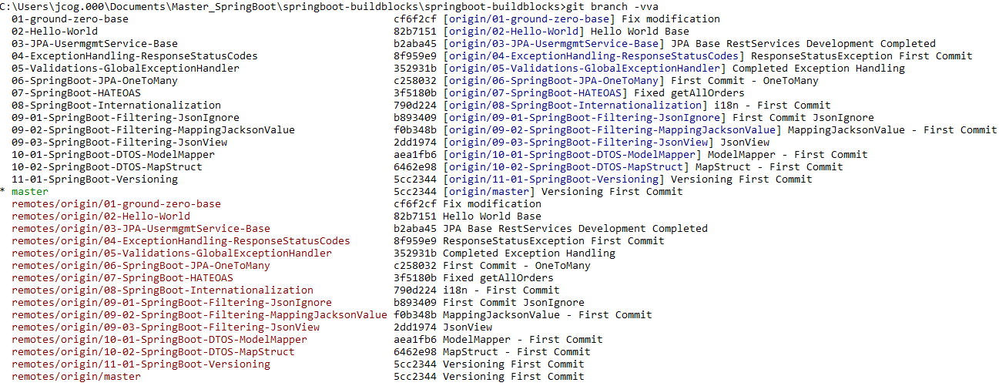 C:\Users\jcog.000\Documents\Master_SpringBoot\springboot-buildblocks\springboot-buildblocks>git branch -vva
  01-ground-zero-base                            cf6f2cf [origin/01-ground-zero-base] Fix modification
  02-Hello-World                                 82b7151 [origin/02-Hello-World] Hello World Base
  03-JPA-UsermgmtService-Base                    b2aba45 [origin/03-JPA-UsermgmtService-Base] JPA Base RestServices Development Completed
  04-ExceptionHandling-ResponseStatusCodes       8f959e9 [origin/04-ExceptionHandling-ResponseStatusCodes] ResponseStatusException First Commit
  05-Validations-GlobalExceptionHandler          352931b [origin/05-Validations-GlobalExceptionHandler] Completed Exception Handling
  06-SpringBoot-JPA-OneToMany                    c258032 [origin/06-SpringBoot-JPA-OneToMany] First Commit - OneToMany
  07-SpringBoot-HATEOAS                          3f5180b [origin/07-SpringBoot-HATEOAS] Fixed getAllOrders
  08-SpringBoot-Internationalization             790d224 [origin/08-SpringBoot-Internationalization] i18n - First Commit
  09-01-SpringBoot-Filtering-JsonIgnore          b893409 [origin/09-01-SpringBoot-Filtering-JsonIgnore] First Commit JsonIgnore
  09-02-SpringBoot-Filtering-MappingJacksonValue f0b348b [origin/09-02-SpringBoot-Filtering-MappingJacksonValue] MappingJacksonValue - First Commit
  09-03-SpringBoot-Filtering-JsonView            2dd1974 [origin/09-03-SpringBoot-Filtering-JsonView] JsonView
  10-01-SpringBoot-DTOS-ModelMapper              aea1fb6 [origin/10-01-SpringBoot-DTOS-ModelMapper] ModelMapper - First Commit
  10-02-SpringBoot-DTOS-MapStruct                6462e98 [origin/10-02-SpringBoot-DTOS-MapStruct] MapStruct - First Commit
  11-01-SpringBoot-Versioning                    5cc2344 [origin/11-01-SpringBoot-Versioning] Versioning First Commit
* master                                         5cc2344 [origin/master] Versioning First Commit
  remotes/origin/01-ground-zero-base                            cf6f2cf Fix modification
  remotes/origin/02-Hello-World                                 82b7151 Hello World Base
  remotes/origin/03-JPA-UsermgmtService-Base                    b2aba45 JPA Base RestServices Development Completed
  remotes/origin/04-ExceptionHandling-ResponseStatusCodes       8f959e9 ResponseStatusException First Commit
  remotes/origin/05-Validations-GlobalExceptionHandler          352931b Completed Exception Handling
  remotes/origin/06-SpringBoot-JPA-OneToMany                    c258032 First Commit - OneToMany
  remotes/origin/07-SpringBoot-HATEOAS                          3f5180b Fixed getAllOrders
  remotes/origin/08-SpringBoot-Internationalization             790d224 i18n - First Commit
  remotes/origin/09-01-SpringBoot-Filtering-JsonIgnore          b893409 First Commit JsonIgnore
  remotes/origin/09-02-SpringBoot-Filtering-MappingJacksonValue f0b348b MappingJacksonValue - First Commit
  remotes/origin/09-03-SpringBoot-Filtering-JsonView            2dd1974 JsonView
  remotes/origin/10-01-SpringBoot-DTOS-ModelMapper              aea1fb6 ModelMapper - First Commit
  remotes/origin/10-02-SpringBoot-DTOS-MapStruct                6462e98 MapStruct - First Commit
  remotes/origin/11-01-SpringBoot-Versioning                    5cc2344 Versioning First Commit
  remotes/origin/master                                         5cc2344 Versioning First Commit